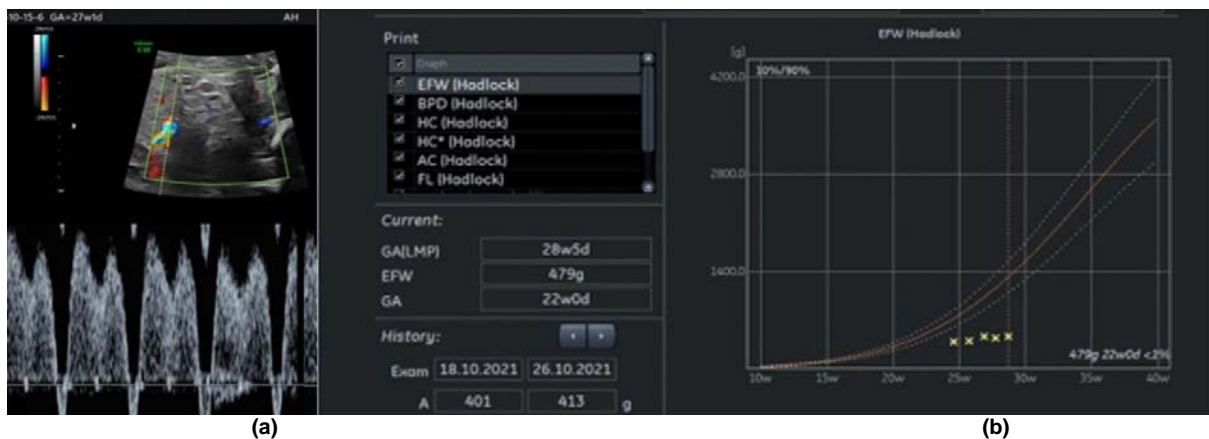 10-15-6 GA=27w1d AH
Print
Graph
EFW (Hadlock)
BPD (Hadlock)
HC (Hadlock)
HC* (Hadlock)
AC (Hadlock)
FL (Hadlock)
Current:
GA(LMP) 28w5d
EFW 479g
GA 22w0d
History:
Exam 18.10.2021 26.10.2021
A 401 413 g
EFW (Hadlock)
[g]
10%/90%
4200.0
2800.0
1400.0
479g 22w0d <1%
10w 15w 20w 25w 30w 35w 40w
(a) (b)